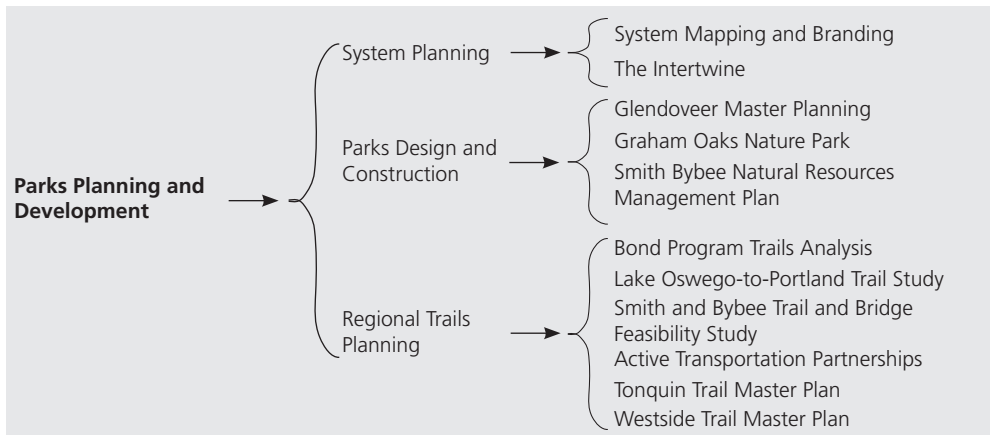 Parks Planning and
Development
System Planning
System Mapping and Branding
The Intertwine
Parks Design and
Construction
Glendoveer Master Planning
Graham Oaks Nature Park
Smith Bybee Natural Resources
Management Plan
Regional Trails
Planning
Bond Program Trails Analysis
Lake Oswego-to-Portland Trail Study
Smith and Bybee Trail and Bridge
Feasibility Study
Active Transportation Partnerships
Tonquin Trail Master Plan
Westside Trail Master Plan